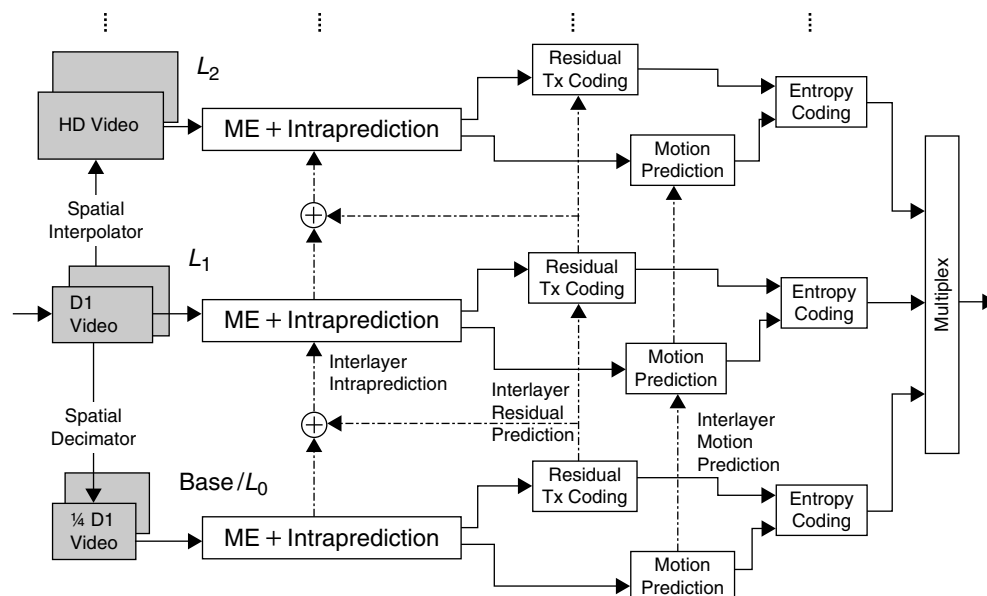 L2
HD Video
ME + Intraprediction
Residual
Tx Coding
Motion
Prediction
Entropy
Coding
Spatial
Interpolator
L1
D1
Video
ME + Intraprediction
Residual
Tx Coding
Motion
Prediction
Entropy
Coding
Multiplex
Interlayer
Intraprediction
Interlayer
Residual
Prediction
Interlayer
Motion
Prediction
Spatial
Decimator
Base/L0
¼ D1
Video
ME + Intraprediction
Residual
Tx Coding
Motion
Prediction
Entropy
Coding